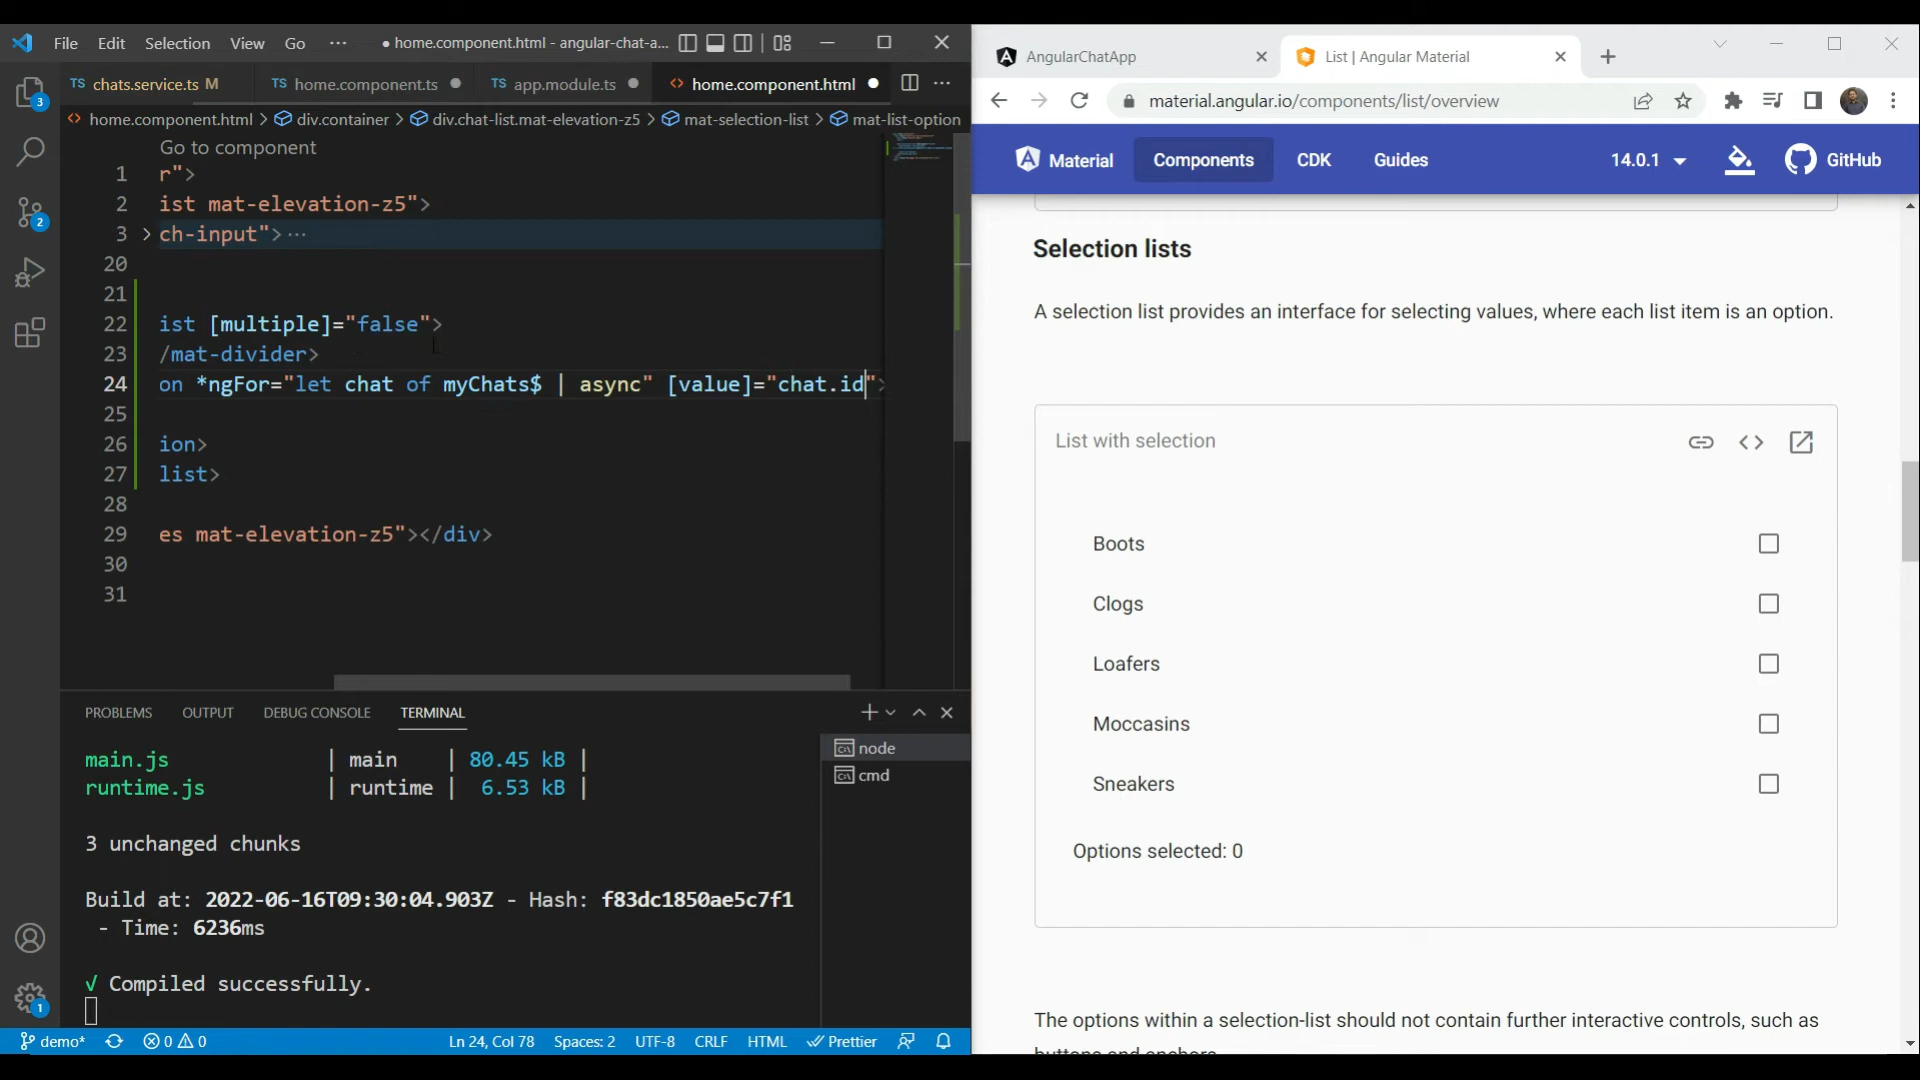 File Edit Selection View Go ··· ● home.component.html - angular-chat-a...
TS chats.service.ts M TS home.component.ts ● TS app.module.ts ● <> home.component.html ● ···
<> home.component.html > div.container > div.chat-list.mat-elevation-z5 > mat-selection-list > mat-list-option
Go to component
1 r">
2 ist mat-elevation-z5">
3 > ch-input">···
20
21
22 ist [multiple]="false">
23 /mat-divider>
24 on *ngFor="let chat of myChats$ | async" [value]="chat.id">
25
26 ion>
27 list>
28
29 es mat-elevation-z5"></div>
30
31
3
2
1
PROBLEMS OUTPUT DEBUG CONSOLE TERMINAL
node
cmd
main.js | main | 80.45 kB |
runtime.js | runtime | 6.53 kB |
3 unchanged chunks
Build at: 2022-06-16T09:30:04.903Z - Hash: f83dc1850ae5c7f1
- Time: 6236ms
√ Compiled successfully.
demo* 0 0 Ln 24, Col 78 Spaces: 2 UTF-8 CRLF HTML Prettier
AngularChatApp List | Angular Material
material.angular.io/components/list/overview
Material Components CDK Guides 14.0.1 GitHub
Selection lists
A selection list provides an interface for selecting values, where each list item is an option.
List with selection
Boots
Clogs
Loafers
Moccasins
Sneakers
Options selected: 0
The options within a selection-list should not contain further interactive controls, such as
buttons and anchors.